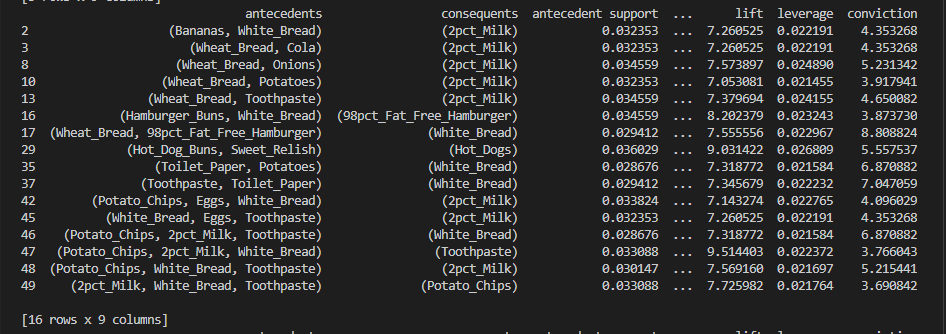 antecedents consequents antecedent support ... lift leverage conviction
2 (Bananas, White_Bread) (2pct_Milk) 0.032353 ... 7.260525 0.022191 4.353268
3 (Wheat_Bread, Cola) (2pct_Milk) 0.032353 ... 7.260525 0.022191 4.353268
8 (Wheat_Bread, Onions) (2pct_Milk) 0.034559 ... 7.573897 0.024890 5.231342
10 (Wheat_Bread, Potatoes) (2pct_Milk) 0.032353 ... 7.053081 0.021455 3.917941
13 (Wheat_Bread, Toothpaste) (2pct_Milk) 0.034559 ... 7.379694 0.024155 4.650082
16 (Hamburger_Buns, White_Bread) (98pct_Fat_Free_Hamburger) 0.034559 ... 8.202379 0.023243 3.873730
17 (Wheat_Bread, 98pct_Fat_Free_Hamburger) (White_Bread) 0.029412 ... 7.555556 0.022967 8.808824
29 (Hot_Dog_Buns, Sweet_Relish) (Hot_Dogs) 0.036029 ... 9.031422 0.026809 5.557537
35 (Toilet_Paper, Potatoes) (White_Bread) 0.028676 ... 7.318772 0.021584 6.870882
37 (Toothpaste, Toilet_Paper) (White_Bread) 0.029412 ... 7.345679 0.022232 7.047059
42 (Potato_Chips, Eggs, White_Bread) (2pct_Milk) 0.033824 ... 7.143274 0.022765 4.096029
45 (White_Bread, Eggs, Toothpaste) (2pct_Milk) 0.032353 ... 7.260525 0.022191 4.353268
46 (Potato_Chips, 2pct_Milk, Toothpaste) (White_Bread) 0.028676 ... 7.318772 0.021584 6.870882
47 (Potato_Chips, 2pct_Milk, White_Bread) (Toothpaste) 0.033088 ... 9.514403 0.022372 3.766043
48 (Potato_Chips, White_Bread, Toothpaste) (2pct_Milk) 0.030147 ... 7.569160 0.021697 5.215441
49 (2pct_Milk, White_Bread, Toothpaste) (Potato_Chips) 0.033088 ... 7.725982 0.021764 3.690842
[16 rows x 9 columns]